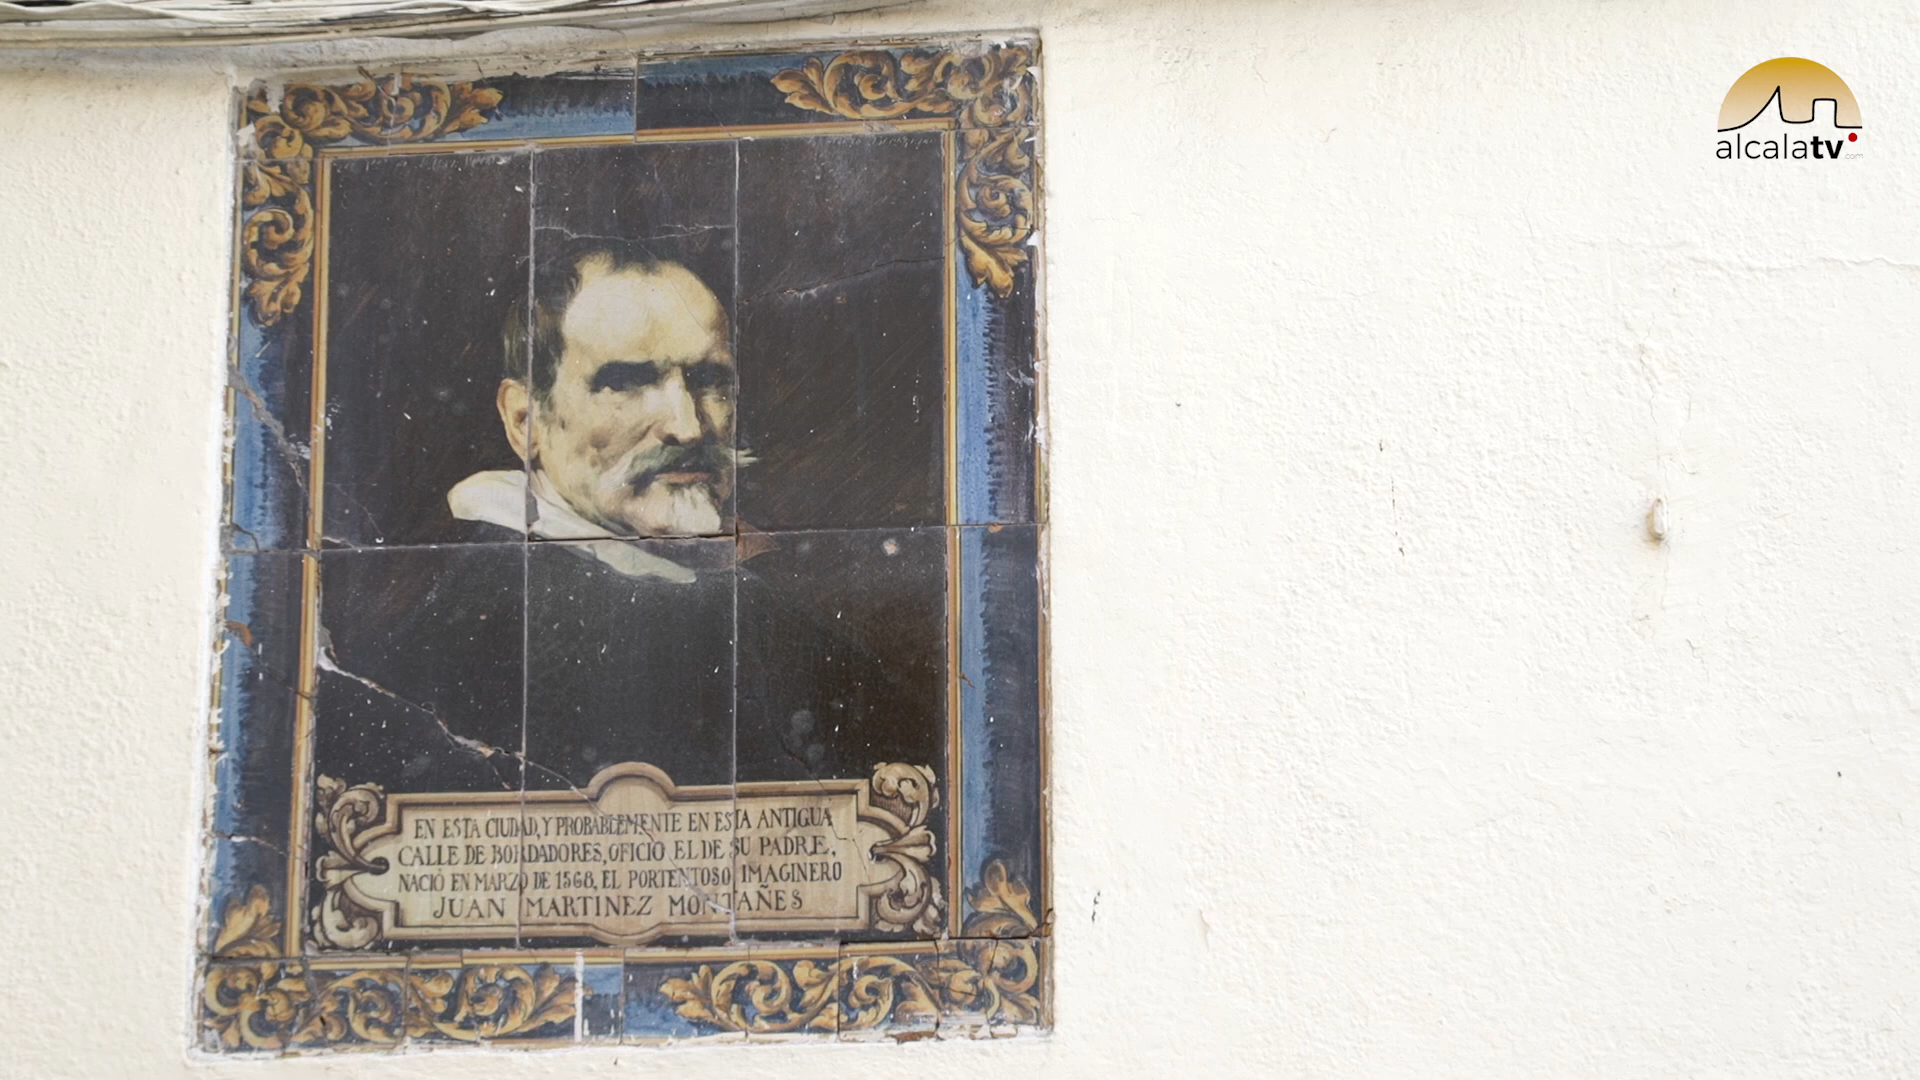 alcalatv
.com
EN ESTA CIUDAD, Y PROBABLEMENTE EN ESTA ANTIGUA
CALLE DE BORDADORES, OFICIO EL DE SU PADRE,
NACIÓ EN MARZO DE 1568, EL PORTENTOSO IMAGINERO
JUAN MARTINEZ MONTAÑES